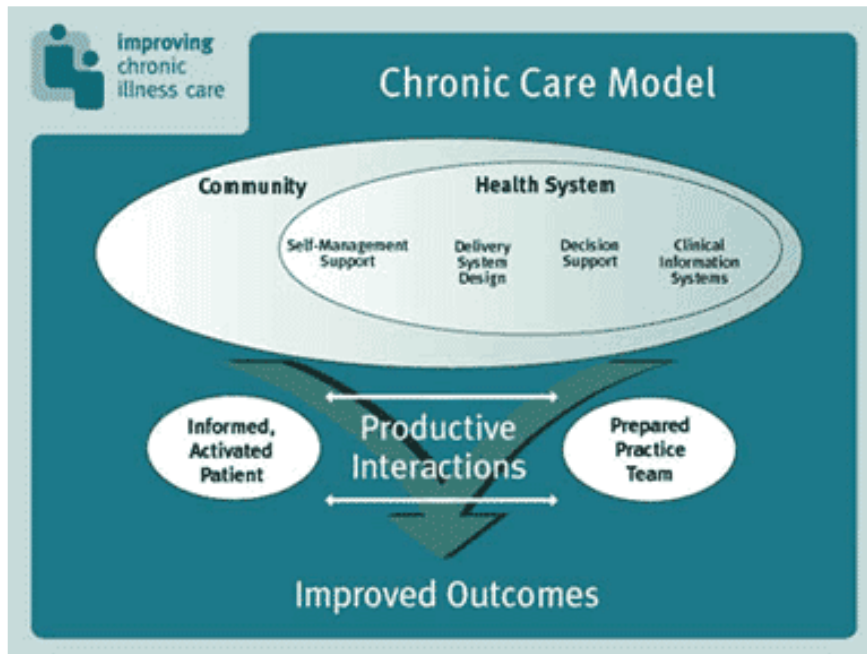 improving
chronic
illness care
Chronic Care Model
Community
Health System
Self-Management
Support
Delivery
System
Design
Decision
Support
Clinical
Information
Systems
Informed,
Activated
Patient
Productive
Interactions
Prepared
Practice
Team
Improved Outcomes